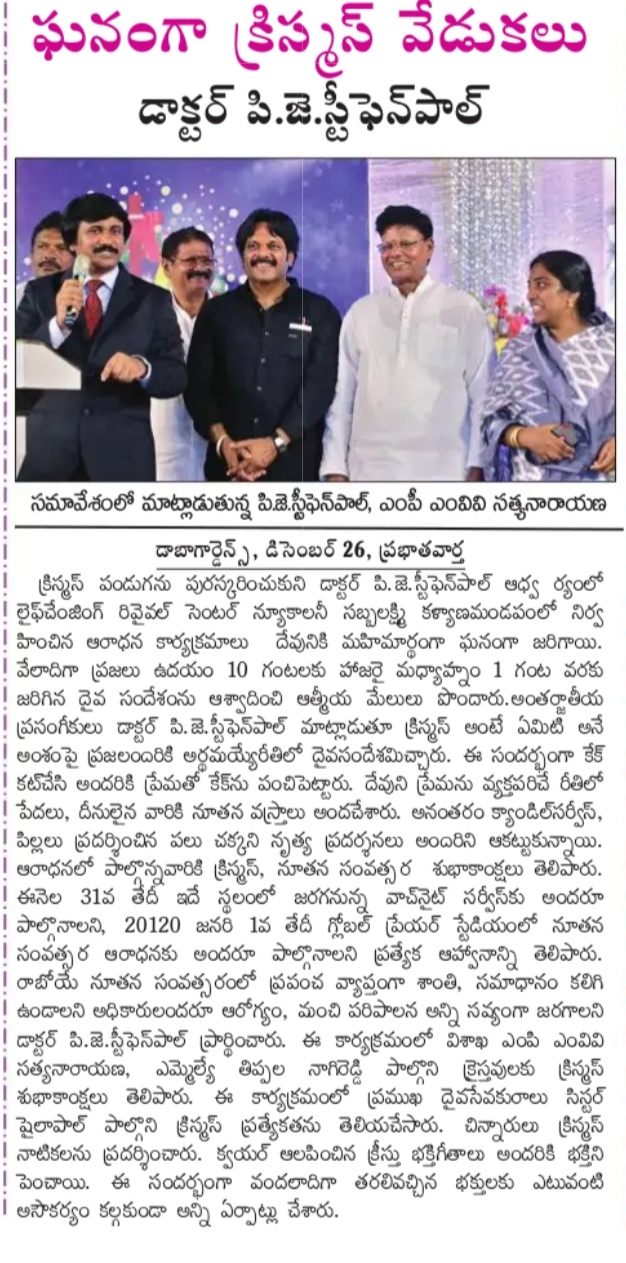 ఘనంగా క్రిస్మస్ వేడుకలు
డాక్టర్ పి.జె.స్టీఫెన్‌పాల్
సమావేశంలో మాట్లాడుతున్న పి.జె.స్టీఫెన్‌పాల్, ఎంపీ ఎంవివి సత్యనారాయణ
డాబాగార్డెన్స్, డిసెంబర్ 26, ప్రభాతవార్త
క్రిస్మస్ పండుగను పురస్కరించుకుని డాక్టర్ పి.జె.స్టీఫెన్‌పాల్ ఆధ్వ ర్యంలో
లైఫ్‌చేంజింగ్ రివైవల్ సెంటర్ న్యూకాలనీ సబ్బలక్ష్మి కళ్యాణమండపంలో నిర్వ
హించిన ఆరాధన కార్యక్రమాలు దేవునికి మహిమార్థంగా ఘనంగా జరిగాయి.
వేలాదిగా ప్రజలు ఉదయం 10 గంటలకు హాజరై మధ్యాహ్నం 1 గంట వరకు
జరిగిన దైవ సందేశంను ఆశ్వాదించి ఆత్మీయ మేలులు పొందారు.అంతర్జాతీయ
ప్రసంగీకులు డాక్టర్ పి.జె.స్టీఫెన్‌పాల్ మాట్లాడుతూ క్రిస్మస్ అంటే ఏమిటి అనే
అంశంపై ప్రజలందరికి అర్థమయ్యేరీతిలో దైవసందేశమిచ్చారు. ఈ సందర్భంగా కేక్
కట్‌చేసి అందరికి ప్రేమతో కేక్‌ను పంచిపెట్టారు. దేవుని ప్రేమను వ్యక్తపరిచే రీతిలో
పేదలు, దీనులైన వారికి నూతన వస్త్రాలు అందచేశారు. అనంతరం క్యాండిల్‌సర్వీస్,
పిల్లలు ప్రదర్శించిన పలు చక్కని నృత్య ప్రదర్శనలు అందరిని ఆకట్టుకున్నాయి.
ఆరాధనలో పాల్గొన్నవారికి క్రిస్మస్, నూతన సంవత్సర శుభాకాంక్షలు తెలిపారు.
ఈనెల 31వ తేదీ ఇదే స్థలంలో జరగనున్న వాచ్‌నైట్ సర్వీస్‌కు అందరూ
పాల్గొనాలని, 20120 జనరి 1వ తేదీ గ్లోబల్ ప్రేయర్ స్టేడియంలో నూతన
సంవత్సర ఆరాధనకు అందరూ పాల్గొనాలని ప్రత్యేక ఆహ్వానాన్ని తెలిపారు.
రాబోయే నూతన సంవత్సరంలో ప్రపంచ వ్యాప్తంగా శాంతి, సమాధానం కలిగి
ఉండాలని అధికారులందరూ ఆరోగ్యం, మంచి పరిపాలన అన్ని సవ్యంగా జరగాలని
డాక్టర్ పి.జె.స్టీఫెన్‌పాల్ ప్రార్థించారు. ఈ కార్యక్రమంలో విశాఖ ఎంపి ఎంవివి
సత్యనారాయణ, ఎమ్మెల్యే తిప్పల నాగిరెడ్డి పాల్గొని క్రైస్తవులకు క్రిస్మస్
శుభాకాంక్షలు తెలిపారు. ఈ కార్యక్రమంలో ప్రముఖ దైవసేవకురాలు సిస్టర్
షైలాపాల్ పాల్గొని క్రిస్మస్ ప్రత్యేకతను తెలియచేసారు. చిన్నారులు క్రిస్మస్
నాటికలను ప్రదర్శించారు. క్వయర్ ఆలపించిన క్రీస్తు భక్తిగీతాలు అందరికి భక్తిని
పెంచాయి. ఈ సందర్భంగా వందలాదిగా తరలివచ్చిన భక్తులకు ఎటువంటి
అసౌకర్యం కల్గకుండా అన్ని ఏర్పాట్లు చేశారు.